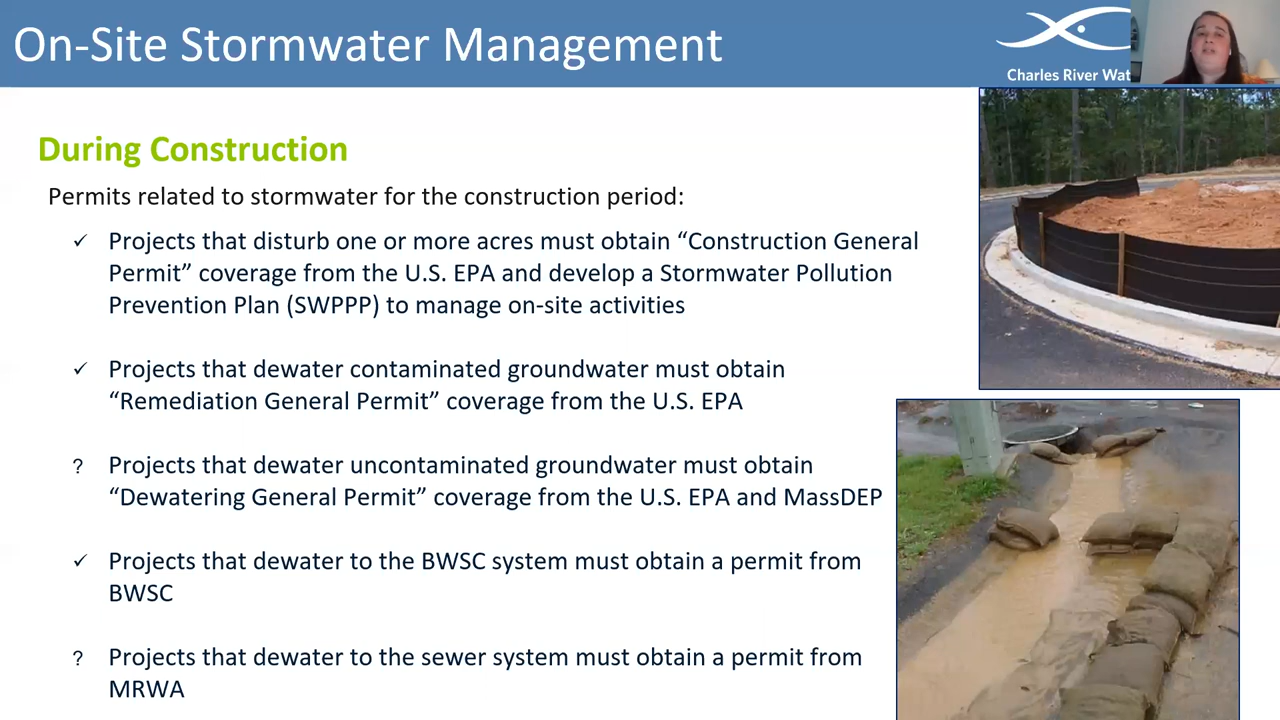 On-Site Stormwater Management
Charles River Wat
During Construction
Permits related to stormwater for the construction period:
✓ Projects that disturb one or more acres must obtain “Construction General
Permit” coverage from the U.S. EPA and develop a Stormwater Pollution
Prevention Plan (SWPPP) to manage on-site activities
✓ Projects that dewater contaminated groundwater must obtain
“Remediation General Permit” coverage from the U.S. EPA
? Projects that dewater uncontaminated groundwater must obtain
“Dewatering General Permit” coverage from the U.S. EPA and MassDEP
✓ Projects that dewater to the BWSC system must obtain a permit from
BWSC
? Projects that dewater to the sewer system must obtain a permit from
MRWA